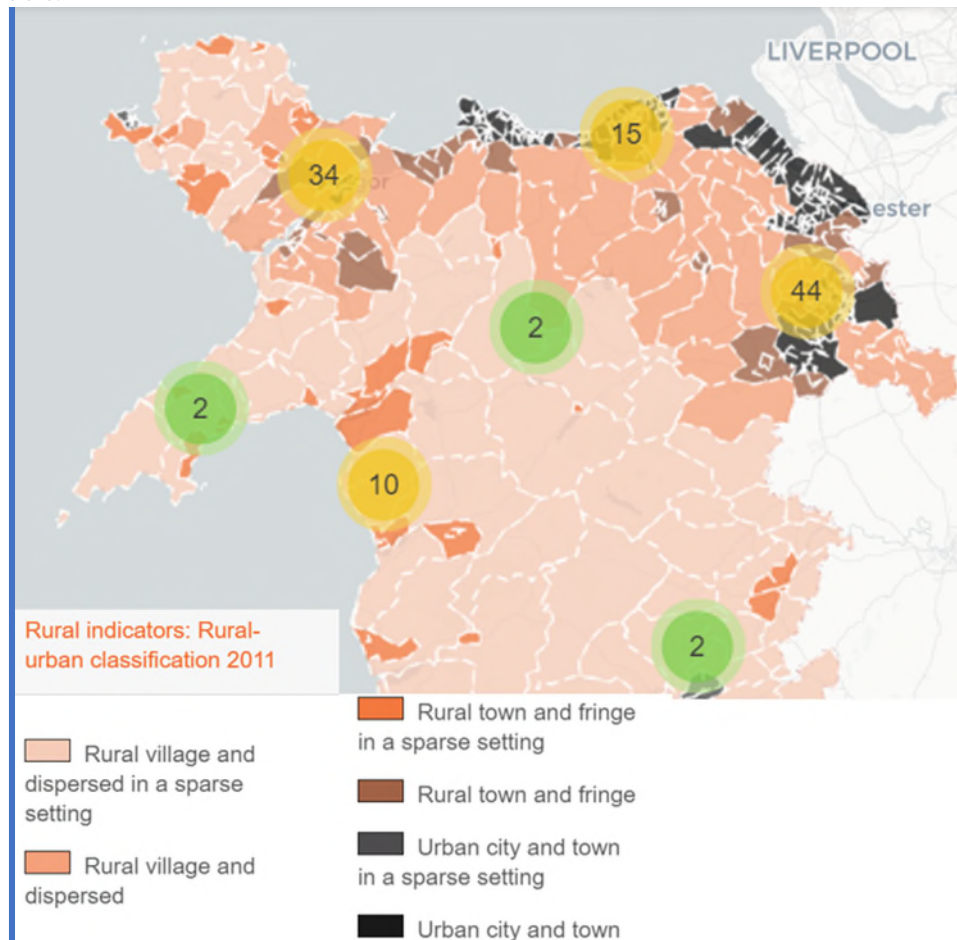 LIVERPOOL
15
34
or
ester
44
2
2
10
2
Rural indicators: Rural-
urban classification 2011
Rural village and
dispersed in a sparse
setting
Rural village and
dispersed
Rural town and fringe
in a sparse setting
Rural town and fringe
Urban city and town
in a sparse setting
Urban city and town